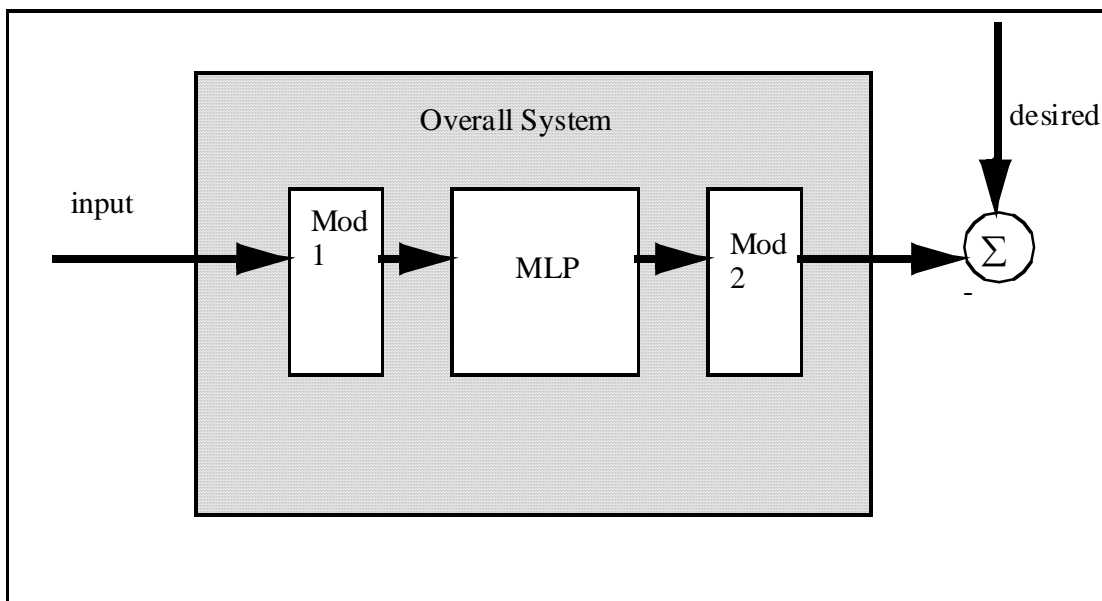 Overall System
desired
input
Mod
1
MLP
Mod
2
Σ
-